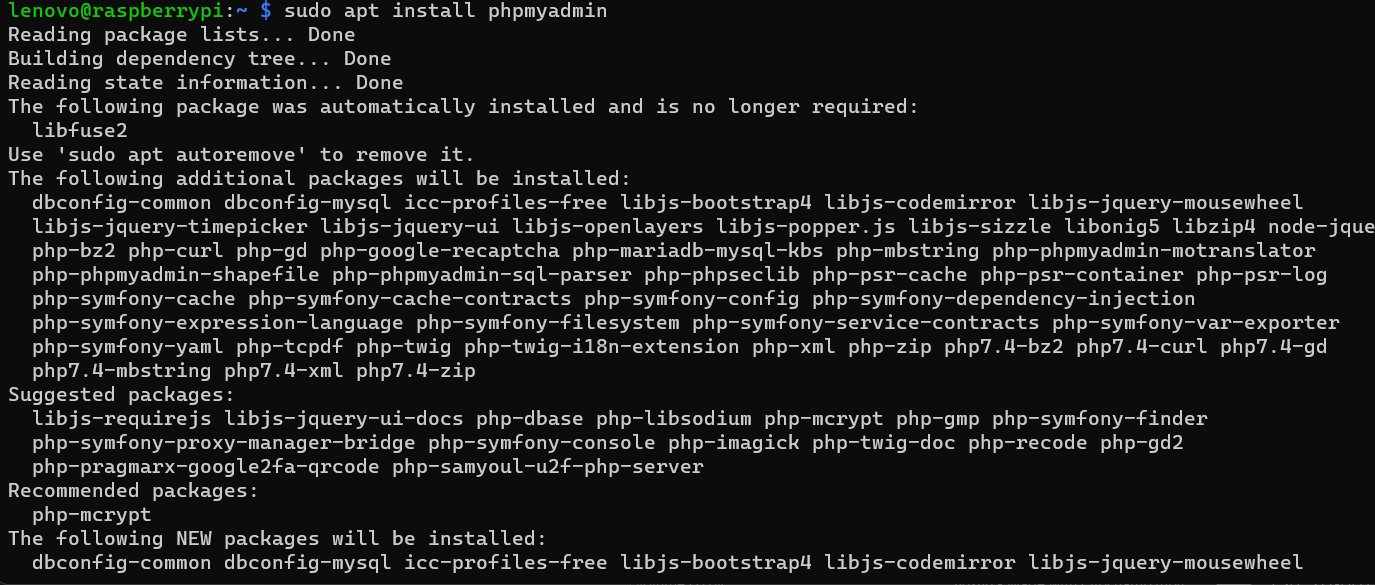 lenovo@raspberrypi:~ $ sudo apt install phpmyadmin
Reading package lists... Done
Building dependency tree... Done
Reading state information... Done
The following package was automatically installed and is no longer required:
  libfuse2
Use 'sudo apt autoremove' to remove it.
The following additional packages will be installed:
  dbconfig-common dbconfig-mysql icc-profiles-free libjs-bootstrap4 libjs-codemirror libjs-jquery-mousewheel
  libjs-jquery-timepicker libjs-jquery-ui libjs-openlayers libjs-popper.js libjs-sizzle libonig5 libzip4 node-jque
  php-bz2 php-curl php-gd php-google-recaptcha php-mariadb-mysql-kbs php-mbstring php-phpmyadmin-motranslator
  php-phpmyadmin-shapefile php-phpmyadmin-sql-parser php-phpseclib php-psr-cache php-psr-container php-psr-log
  php-symfony-cache php-symfony-cache-contracts php-symfony-config php-symfony-dependency-injection
  php-symfony-expression-language php-symfony-filesystem php-symfony-service-contracts php-symfony-var-exporter
  php-symfony-yaml php-tcpdf php-twig php-twig-i18n-extension php-xml php-zip php7.4-bz2 php7.4-curl php7.4-gd
  php7.4-mbstring php7.4-xml php7.4-zip
Suggested packages:
  libjs-requirejs libjs-jquery-ui-docs php-dbase php-libsodium php-mcrypt php-gmp php-symfony-finder
  php-symfony-proxy-manager-bridge php-symfony-console php-imagick php-twig-doc php-recode php-gd2
  php-pragmarx-google2fa-qrcode php-samyoul-u2f-php-server
Recommended packages:
  php-mcrypt
The following NEW packages will be installed:
  dbconfig-common dbconfig-mysql icc-profiles-free libjs-bootstrap4 libjs-codemirror libjs-jquery-mousewheel